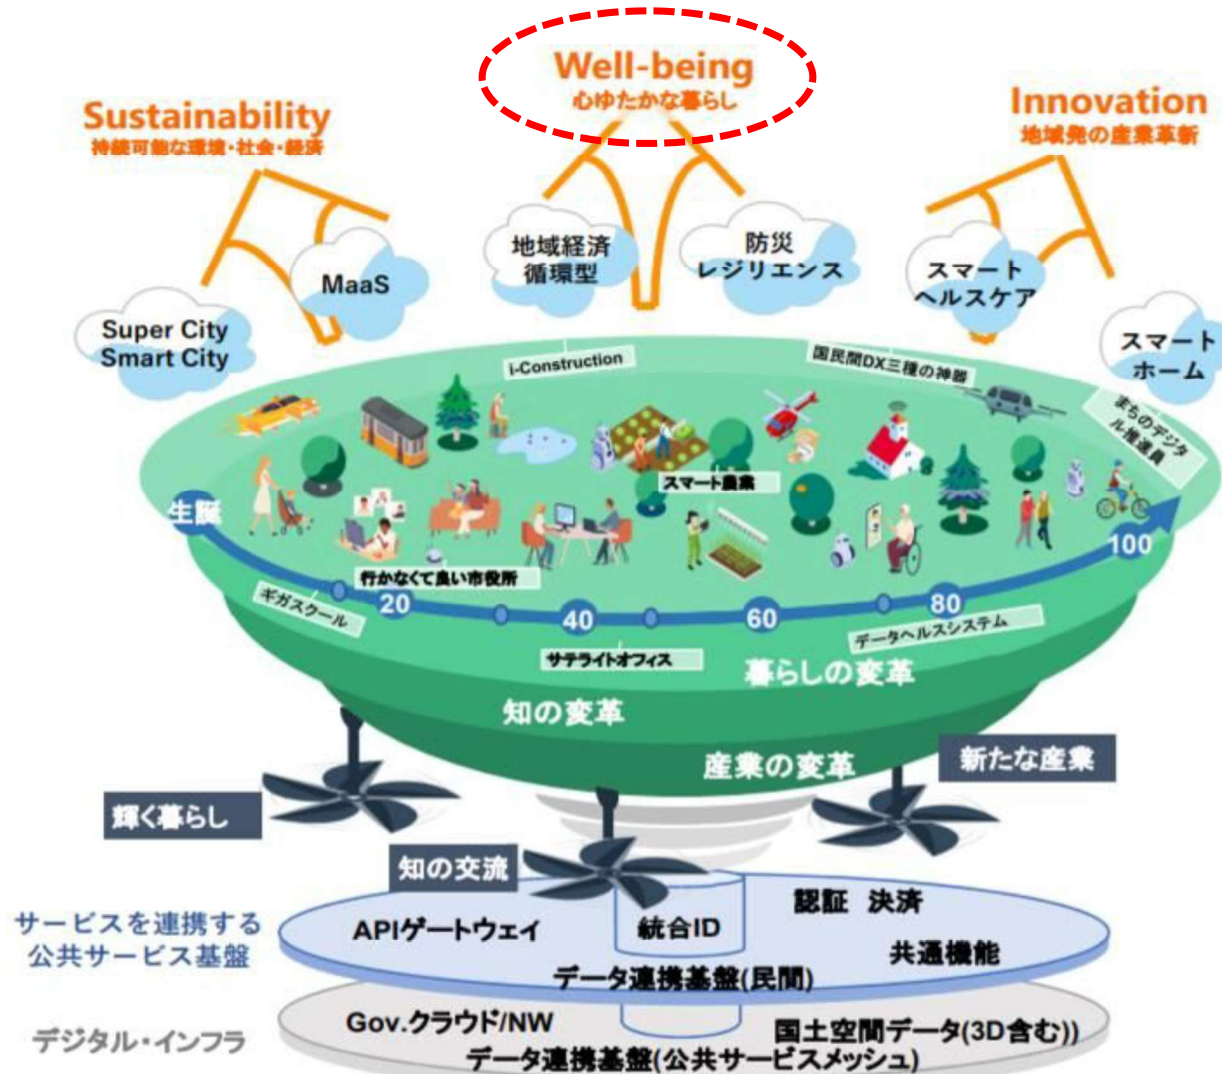 Well-being
心ゆたかな暮らし
Sustainability
持続可能な環境・社会・経済
Innovation
地域発の産業革新
地域経済
循環型
防災
レジリエンス
MaaS
スマート
ヘルスケア
Super City
Smart City
スマート
ホーム
i-Construction
国民間DX三種の神器
まちのデジタ
ル推進員
スマート農業
生誕
100
行かなくて良い市役所
ギガスクール
20
40
60
80
データヘルスシステム
サテライトオフィス
暮らしの変革
知の変革
産業の変革
新たな産業
輝く暮らし
知の交流
サービスを連携する
公共サービス基盤
APIゲートウェイ
統合ID
認証 決済
共通機能
データ連携基盤(民間)
デジタル・インフラ
Gov.クラウド/NW
国土空間データ(3D含む))
データ連携基盤(公共サービスメッシュ)